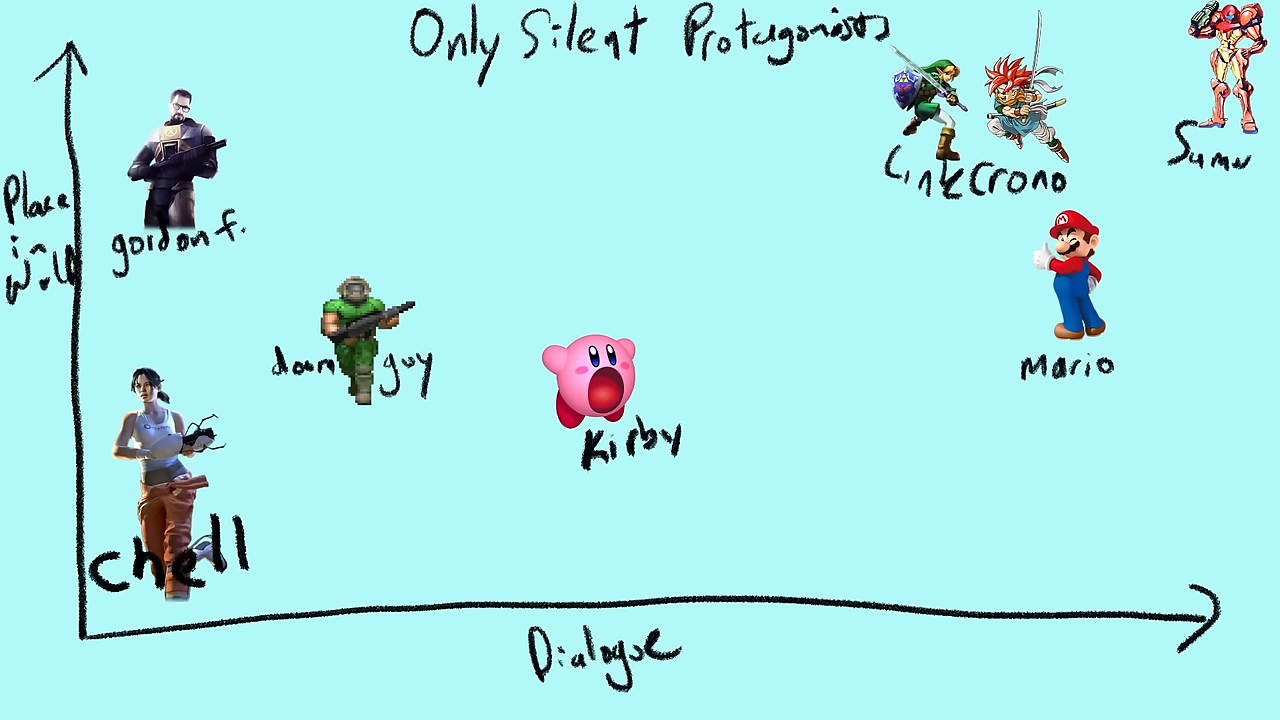 Only Silent Protagonists
Place
in
World
gordon f.
Link
Crono
Samus
Mario
doom guy
Kirby
chell
Dialogue